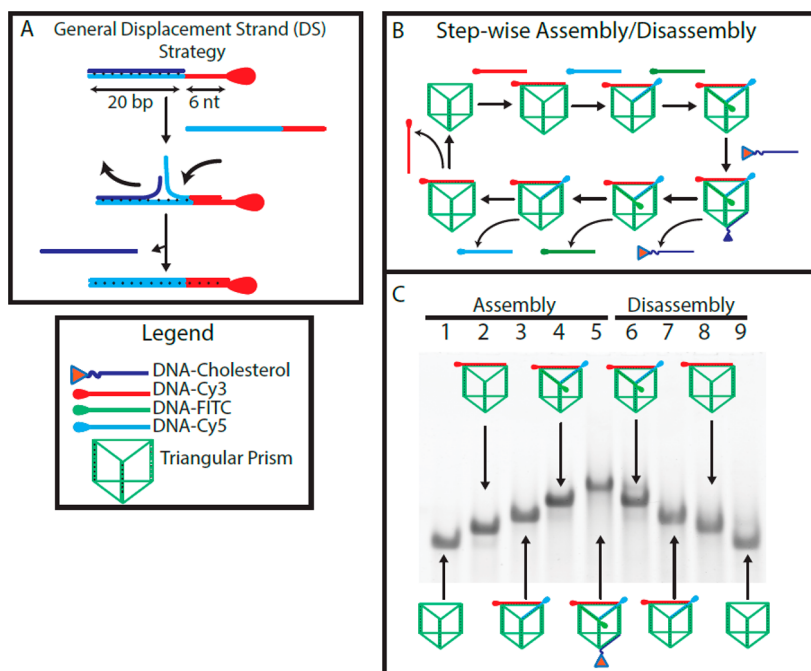 A
General Displacement Strand (DS)
Strategy
20 bp
6 nt
Legend
DNA-Cholesterol
DNA-Cy3
DNA-FITC
DNA-Cy5
Triangular Prism
B
Step-wise Assembly/Disassembly
C
Assembly Disassembly
1 2 3 4 5 6 7 8 9